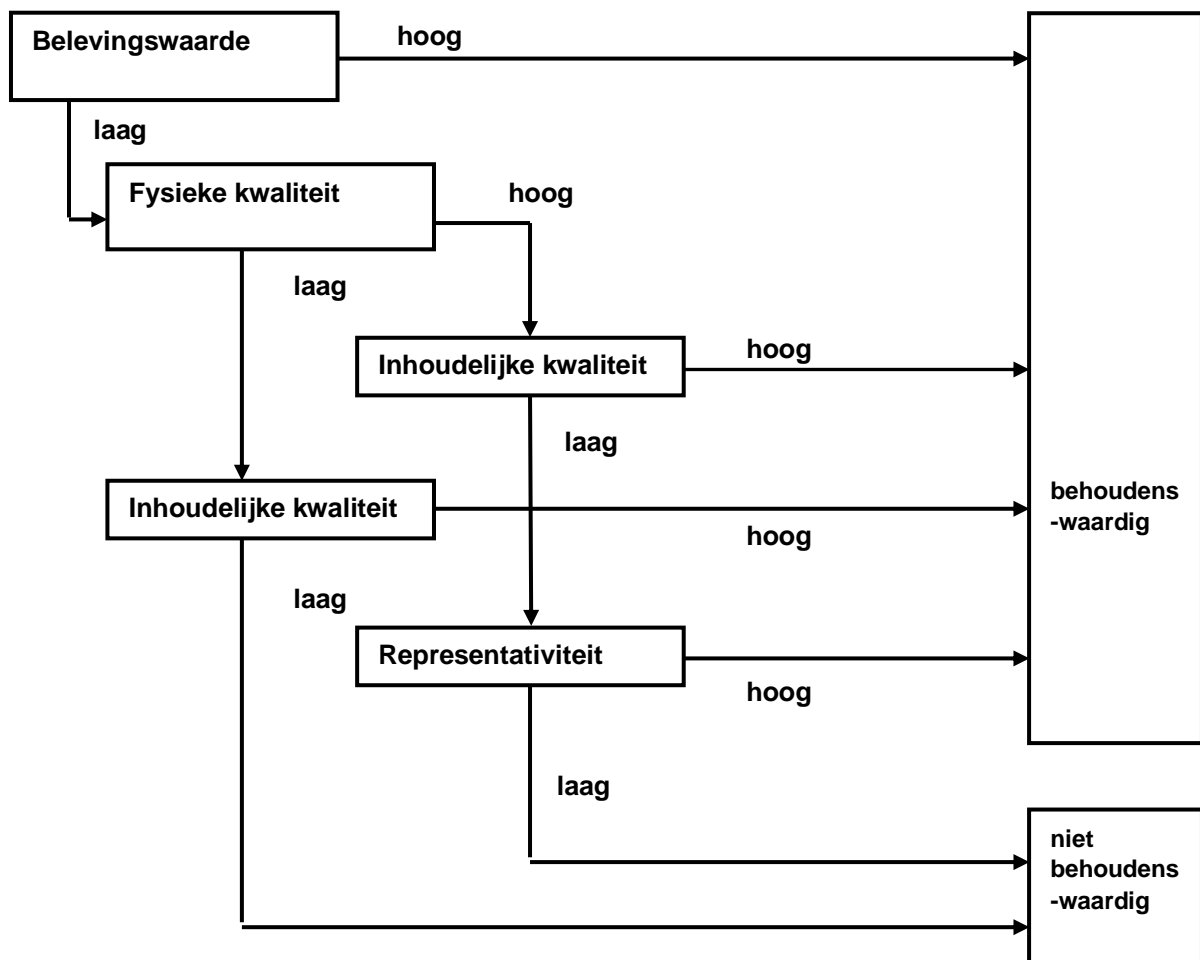 Belevingswaarde
hoog
laag
Fysieke kwaliteit
hoog
laag
Inhoudelijke kwaliteit
hoog
laag
Inhoudelijke kwaliteit
hoog
laag
Representativiteit
hoog
laag
behoudens
-waardig
niet
behoudens
-waardig